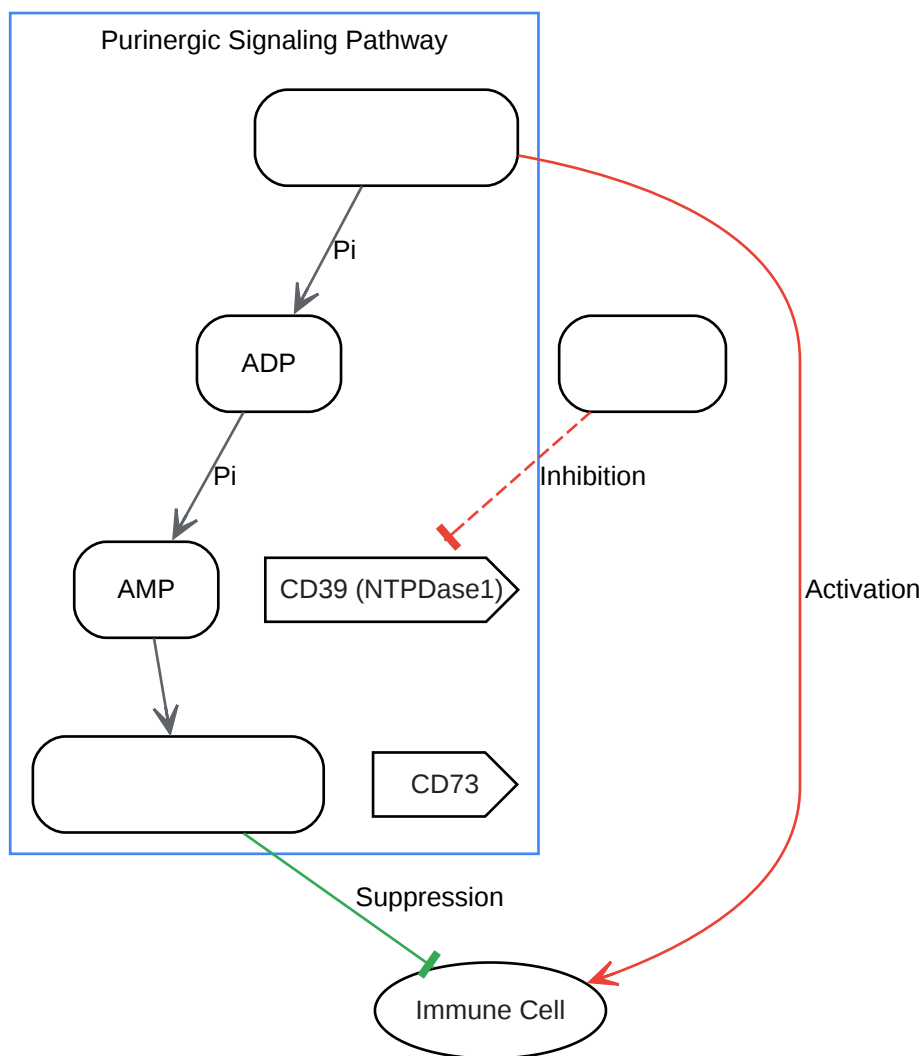 Purinergic Signaling Pathway
Pi
ADP
Pi
Inhibition
AMP
CD39 (NTPDase1)
Activation
CD73
Suppression
Immune Cell